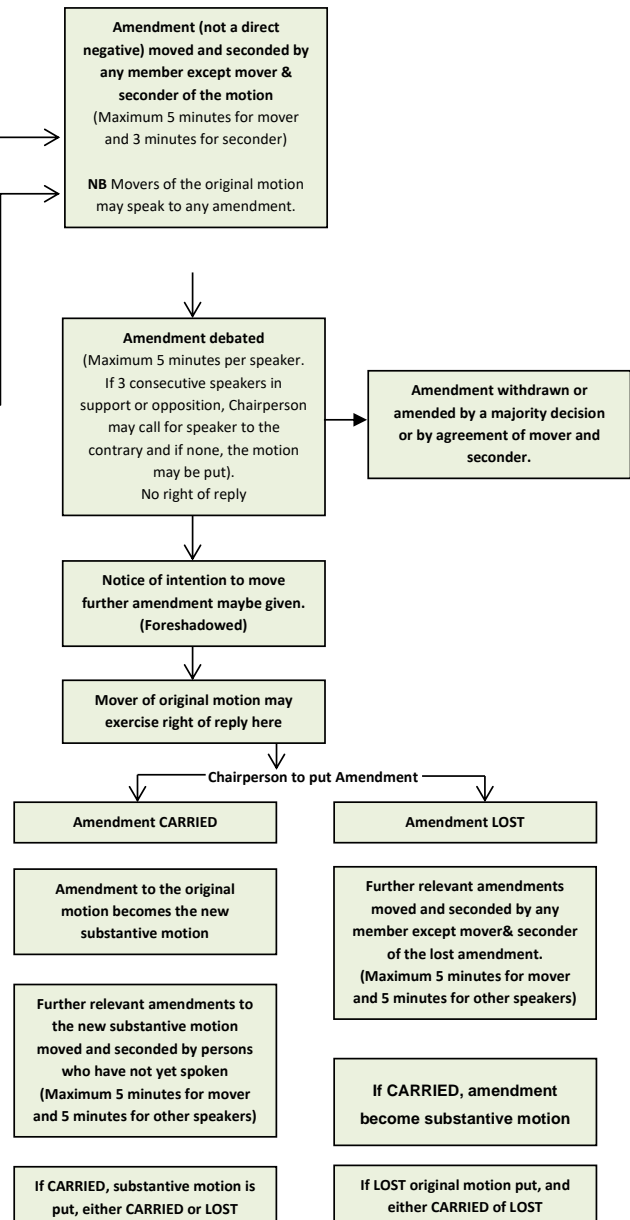 Amendment (not a direct
negative) moved and seconded by
any member except mover &
seconder of the motion
(Maximum 5 minutes for mover
and 3 minutes for seconder)
NB Movers of the original motion
may speak to any amendment.
Amendment debated
(Maximum 5 minutes per speaker.
If 3 consecutive speakers in
support or opposition, Chairperson
may call for speaker to the
contrary and if none, the motion
may be put).
No right of reply
Amendment withdrawn or
amended by a majority decision
or by agreement of mover and
seconder.
Notice of intention to move
further amendment maybe given.
(Foreshadowed)
Mover of original motion may
exercise right of reply here
Chairperson to put Amendment
Amendment CARRIED
Amendment to the original
motion becomes the new
substantive motion
Further relevant amendments to
the new substantive motion
moved and seconded by persons
who have not yet spoken
(Maximum 5 minutes for mover
and 5 minutes for other speakers)
If CARRIED, substantive motion is
put, either CARRIED or LOST
Amendment LOST
Further relevant amendments
moved and seconded by any
member except mover& seconder
of the lost amendment.
(Maximum 5 minutes for mover
and 5 minutes for other speakers)
If CARRIED, amendment
become substantive motion
If LOST original motion put, and
either CARRIED of LOST